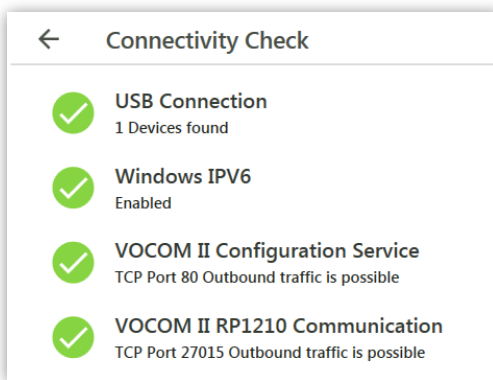 Connectivity Check
USB Connection
1 Devices found
Windows IPV6
Enabled
VOCOM II Configuration Service
TCP Port 80 Outbound traffic is possible
VOCOM II RP1210 Communication
TCP Port 27015 Outbound traffic is possible